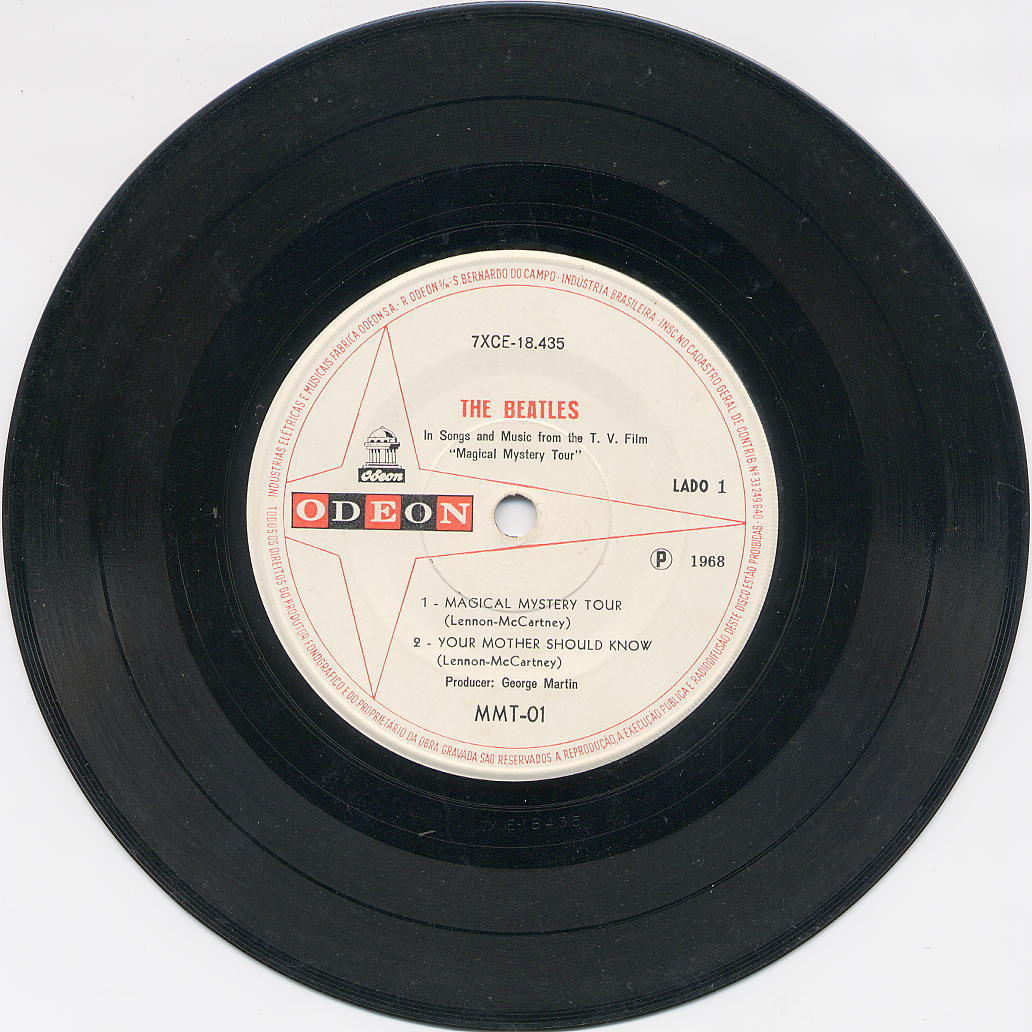 INDUSTRIAS ELÉTRICAS E MUSICAIS FÁBRICA ODEON S.A. - R. ODEON S/N - S. BERNARDO DO CAMPO - INDÚSTRIA BRASILEIRA - INSC. NO CADASTRO GERAL DE CONTRIB. Nº 33249640
7XCE-18.435
THE BEATLES
In Songs and Music from the T. V. Film
"Magical Mystery Tour"
Odeon
LADO 1
ODEON
P 1968
1 - MAGICAL MYSTERY TOUR
(Lennon-McCartney)
2 - YOUR MOTHER SHOULD KNOW
(Lennon-McCartney)
Producer: George Martin
MMT-01
TODOS OS DIREITOS DO PRODUTOR FONOGRÁFICO E DO PROPRIETÁRIO DA OBRA GRAVADA SÃO RESERVADOS. A REPRODUÇÃO, A EXECUÇÃO PÚBLICA E RADIODIFUSÃO DESTE DISCO ESTÃO PROIBIDAS